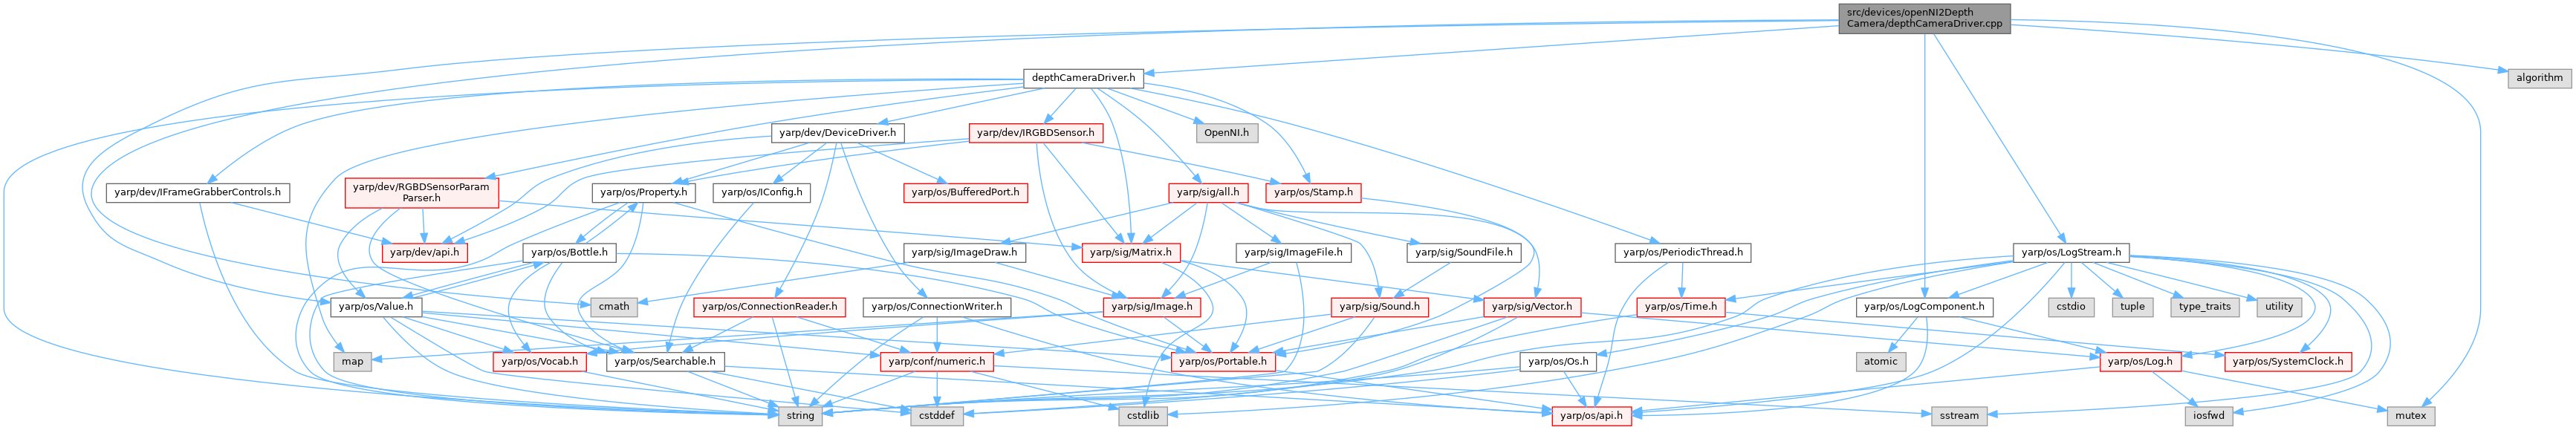 src/devices/openNI2Depth
Camera/depthCameraDriver.cpp
depthCameraDriver.h
algorithm
yarp/dev/DeviceDriver.h
yarp/dev/IRGBDSensor.h
OpenNI.h
yarp/dev/IFrameGrabberControls.h
yarp/dev/RGBDSensorParam
Parser.h
yarp/os/Property.h
yarp/os/IConfig.h
yarp/os/BufferedPort.h
yarp/sig/all.h
yarp/os/Stamp.h
yarp/dev/api.h
yarp/os/Bottle.h
yarp/sig/ImageDraw.h
yarp/sig/Matrix.h
yarp/sig/ImageFile.h
yarp/sig/SoundFile.h
yarp/os/PeriodicThread.h
yarp/os/LogStream.h
yarp/os/Value.h
cmath
yarp/os/ConnectionReader.h
yarp/os/ConnectionWriter.h
yarp/sig/Image.h
yarp/sig/Sound.h
yarp/sig/Vector.h
yarp/os/Time.h
yarp/os/LogComponent.h
cstdio
tuple
type_traits
utility
map
yarp/os/Vocab.h
yarp/os/Searchable.h
yarp/conf/numeric.h
yarp/os/Portable.h
yarp/os/Os.h
atomic
yarp/os/Log.h
yarp/os/SystemClock.h
string
cstddef
cstdlib
yarp/os/api.h
sstream
iosfwd
mutex